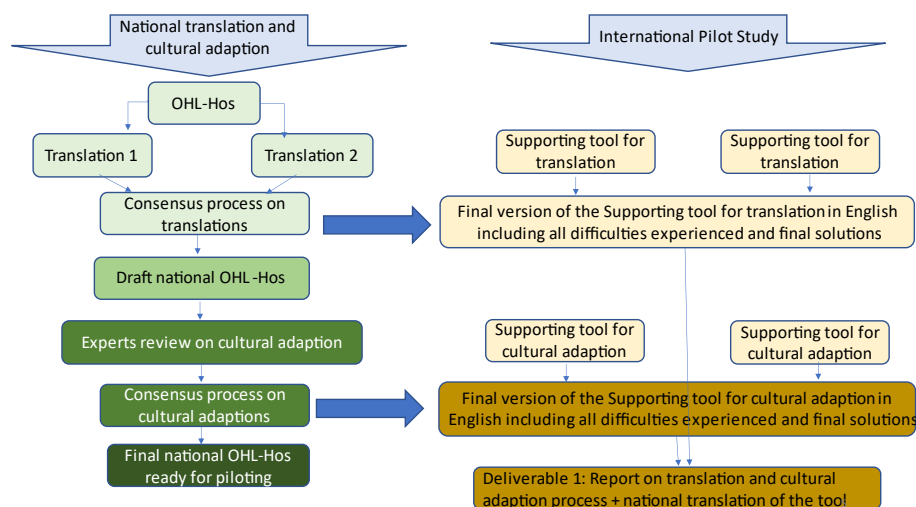 National translation and
cultural adaption
International Pilot Study
OHL-Hos
Translation 1
Translation 2
Supporting tool for
translation
Supporting tool for
translation
Consensus process on
translations
Final version of the Supporting tool for translation in English
including all difficulties experienced and final solutions
Draft national OHL-Hos
Experts review on cultural adaption
Supporting tool for
cultural adaption
Supporting tool for
cultural adaption
Consensus process on
cultural adaptions
Final version of the Supporting tool for cultural adaption in
English including all difficulties experienced and final solutions
Final national OHL-Hos
ready for piloting
Deliverable 1: Report on translation and cultural
adaption process + national translation of the tool